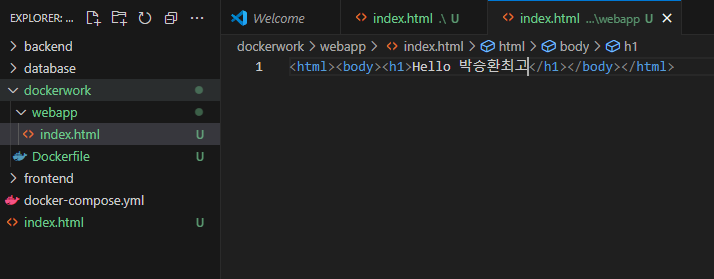 EXPLORER: ...
Welcome
index.html .\ U
index.html ...\webapp U
dockerwork > webapp > index.html > html > body > h1
1 <html><body><h1>Hello 박승환최고</h1></body></html>
backend
database
dockerwork
webapp
index.html U
Dockerfile U
frontend
docker-compose.yml
index.html U